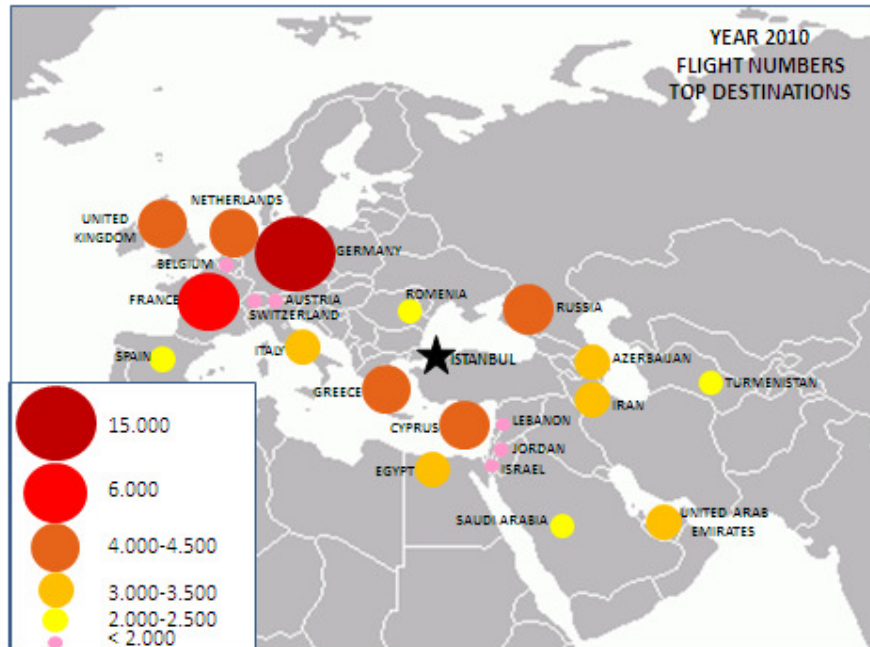 YEAR 2010
FLIGHT NUMBERS
TOP DESTINATIONS
NETHERLANDS
UNITED
KINGDOM
GERMANY
BELGIUM
FRANCE
AUSTRIA
SWITZERLAND
ROMENIA
RUSSIA
SPAIN
ITALY
İSTANBUL
AZERBAIJAN
TURMENISTAN
GREECE
IRAN
CYPRUS
LEBANON
JORDAN
EGYPT
ISRAEL
SAUDI ARABIA
UNITED ARAB
EMIRATES
15.000
6.000
4.000-4.500
3.000-3.500
2.000-2.500
< 2.000